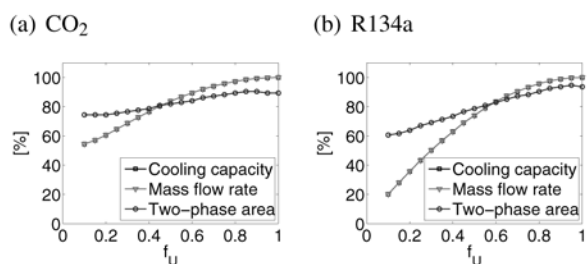 (a) CO₂
(b) R134a
100
80
60
40
20
0
[%]
Cooling capacity
Mass flow rate
Two−phase area
0 0.2 0.4 0.6 0.8 1
f_U
100
80
60
40
20
0
[%]
Cooling capacity
Mass flow rate
Two−phase area
0 0.2 0.4 0.6 0.8 1
f_U